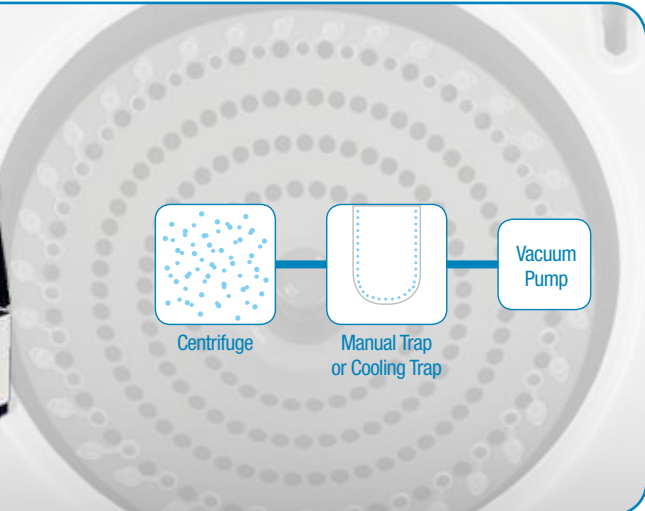 Vacuum
Pump
Centrifuge
Manual Trap
or Cooling Trap